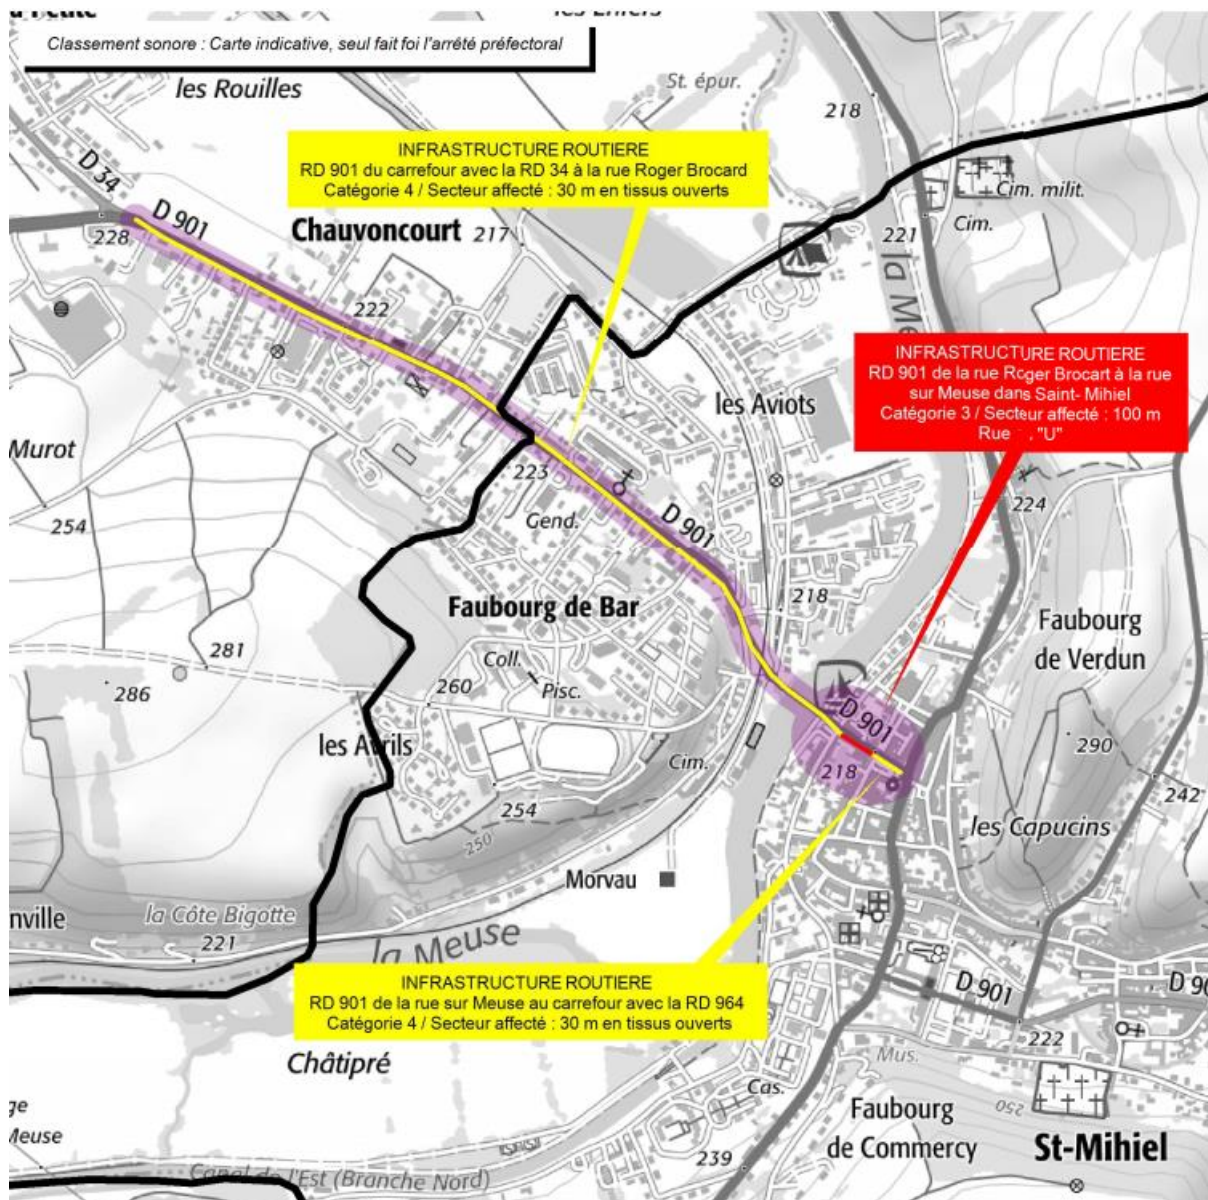 Classement sonore : Carte indicative, seul fait foi l'arrêté préfectoral
les Rouilles
St. épur.
218
INFRASTRUCTURE ROUTIERE
RD 901 du carrefour avec la RD 34 à la rue Roger Brocard
Catégorie 4 / Secteur affecté : 30 m en tissus ouverts
D 34
D 901
228
Chauvoncourt
217
Cim. milit.
Cim.
221
la Me
222
INFRASTRUCTURE ROUTIERE
RD 901 de la rue Roger Brocart à la rue
sur Meuse dans Saint- Mihiel
Catégorie 3 / Secteur affecté : 100 m
Rue "U"
les Aviots
Murot
254
223
Gend.
D 901
224
Faubourg de Bar
218
Faubourg
de Verdun
281
286
Coll.
Pisc.
260
les Avrils
Cim.
D 901
218
290
242
254
250
les Capucins
Morvau
nville
la Côte Bigotte
221
la Meuse
INFRASTRUCTURE ROUTIERE
RD 901 de la rue sur Meuse au carrefour avec la RD 964
Catégorie 4 / Secteur affecté : 30 m en tissus ouverts
D 901
D 90
222
Châtipré
Mus.
Cas.
250
ge
Meuse
Faubourg
de Commercy
St-Mihiel
239
Canal de l'Est (Branche Nord)